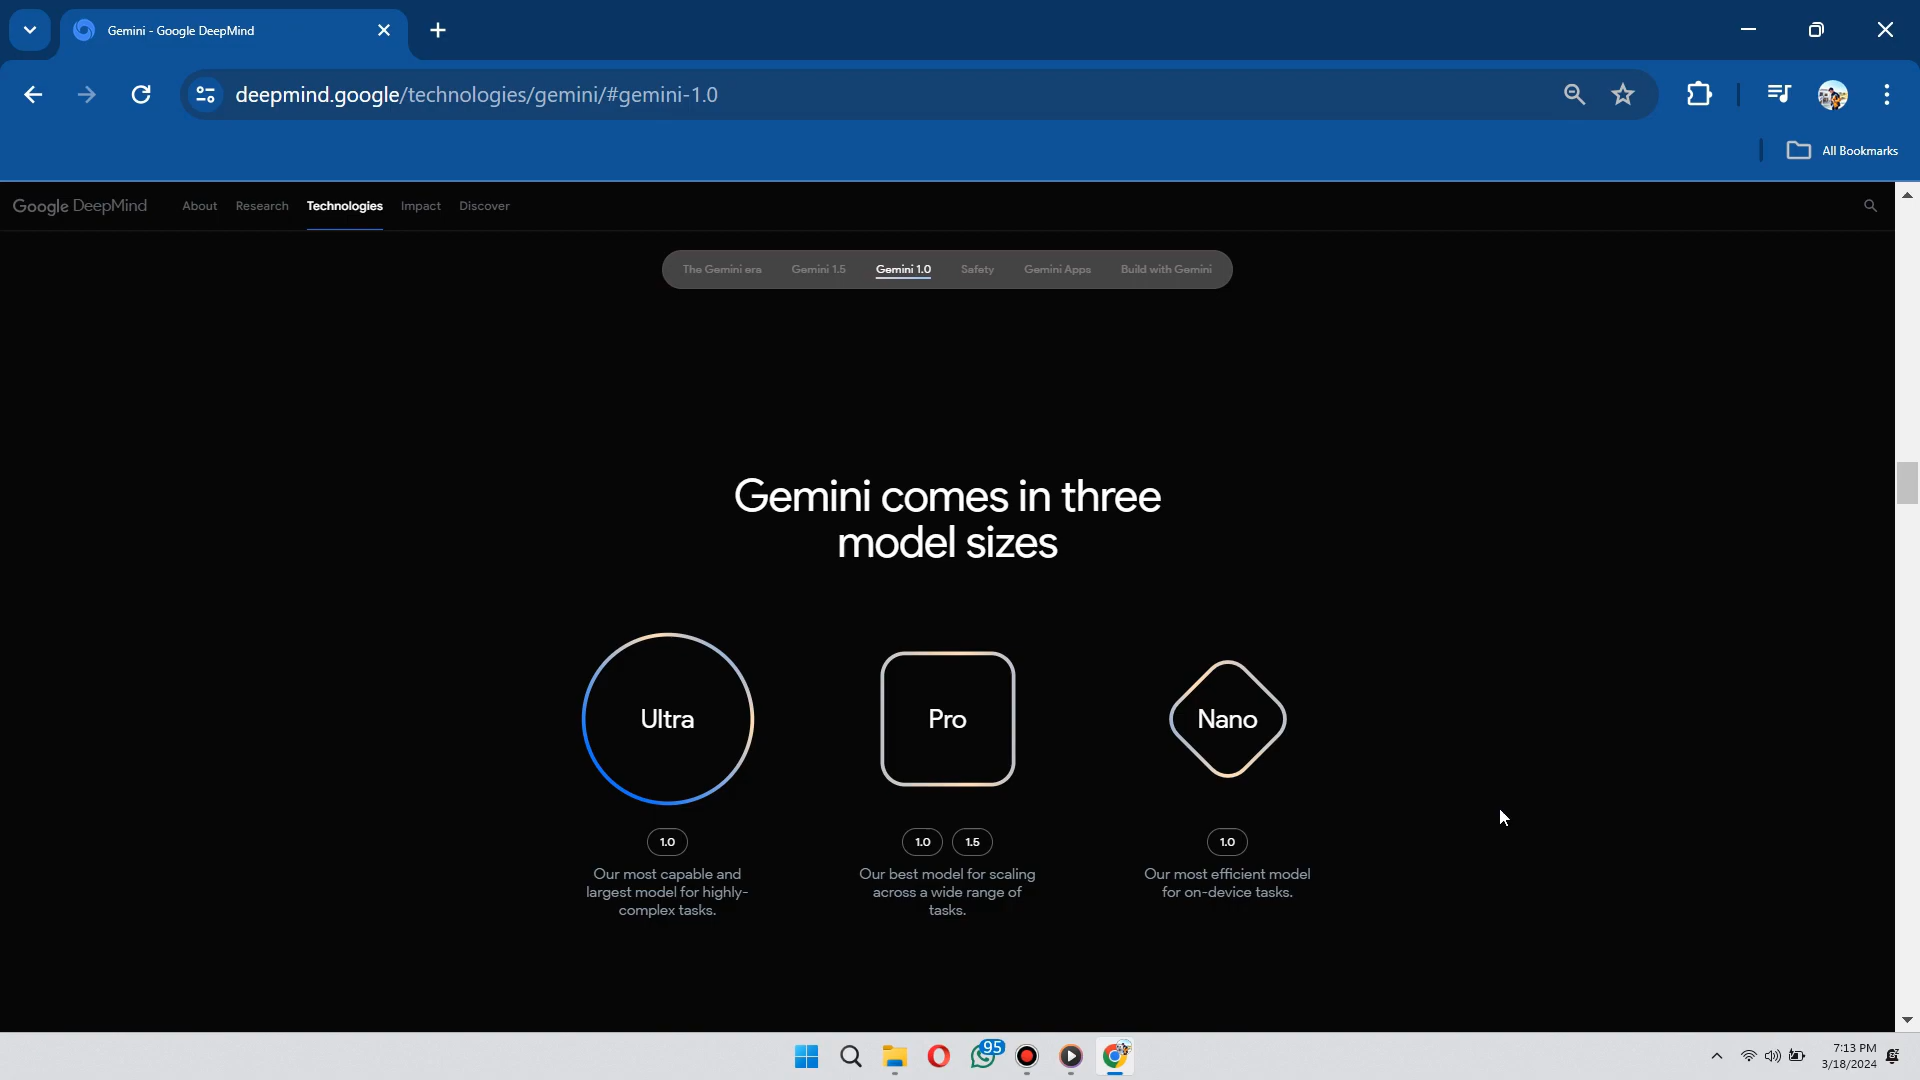 Gemini - Google DeepMind
deepmind.google/technologies/gemini/#gemini-1.0
All Bookmarks
Google DeepMind About Research Technologies Impact Discover
The Gemini era Gemini 1.5 Gemini 1.0 Safety Gemini Apps Build with Gemini
Gemini comes in three
model sizes
Ultra
1.0
Our most capable and
largest model for highly-
complex tasks.
Pro
1.0 1.5
Our best model for scaling
across a wide range of
tasks.
Nano
1.0
Our most efficient model
for on-device tasks.
95
7:13 PM
3/18/2024